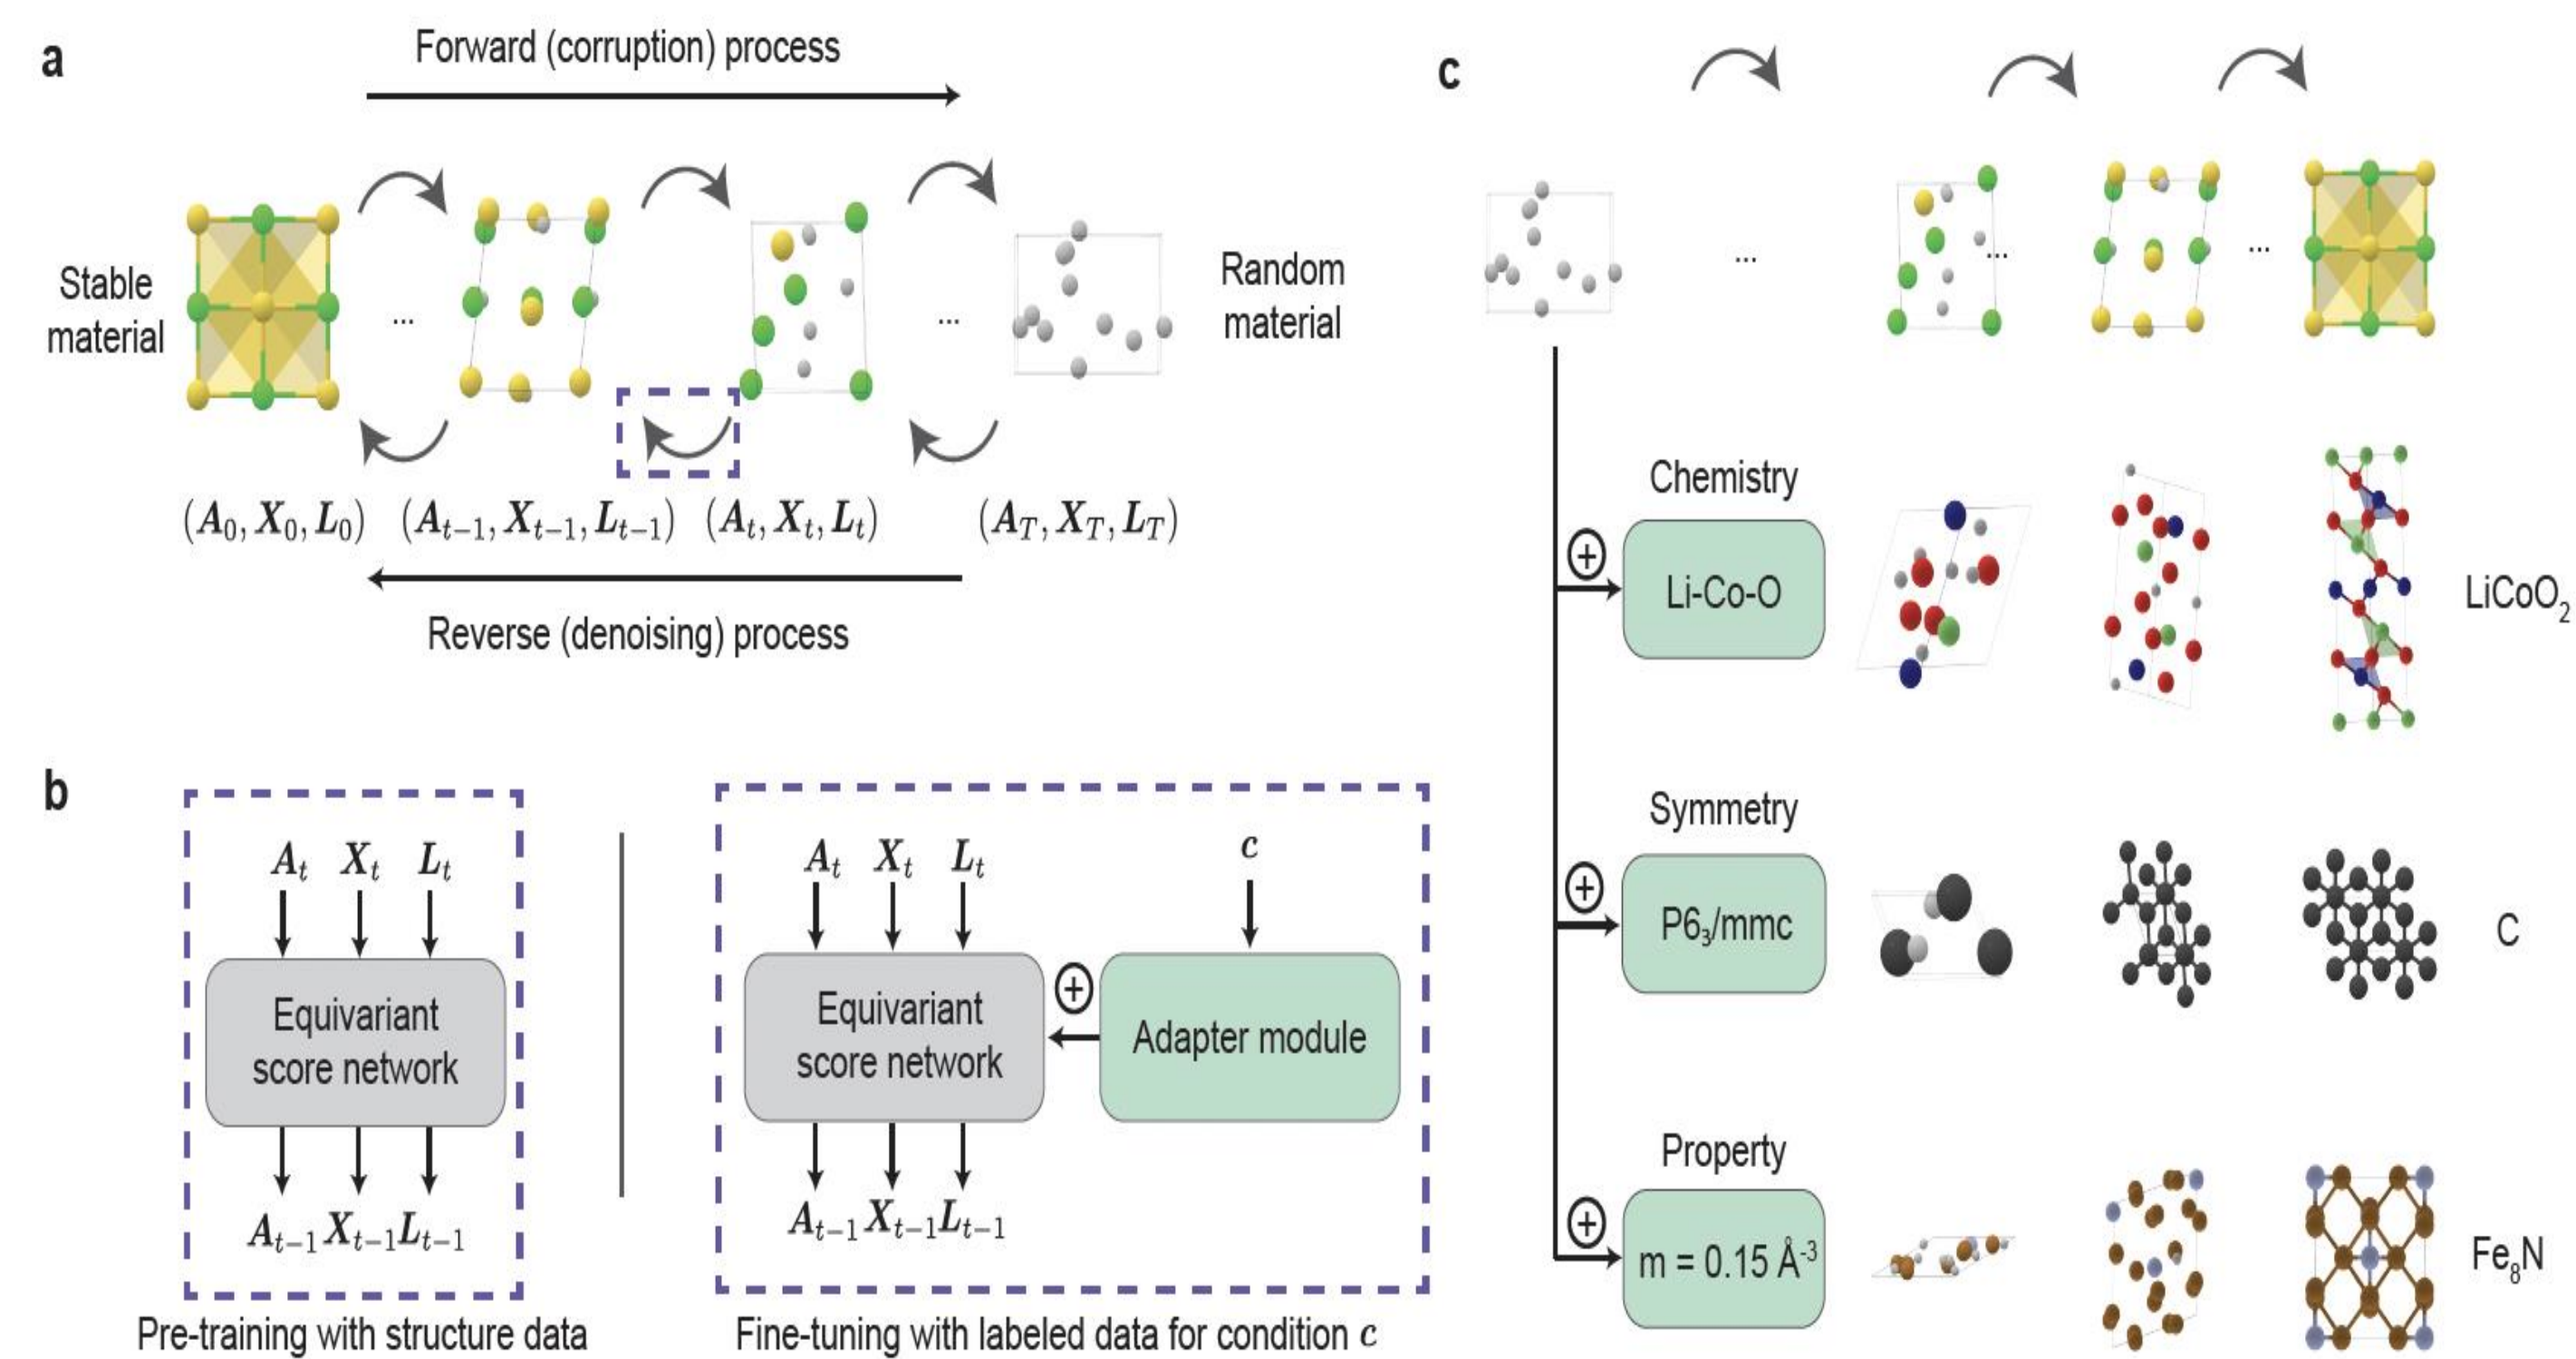 a
Forward (corruption) process
Stable
material
...
...
Random
material
(A₀, X₀, L₀)
(Aₜ₋₁, Xₜ₋₁, Lₜ₋₁)
(Aₜ, Xₜ, Lₜ)
(A_T, X_T, L_T)
Reverse (denoising) process
b
Aₜ Xₜ Lₜ
Equivariant
score network
Aₜ₋₁ Xₜ₋₁ Lₜ₋₁
Pre-training with structure data
Aₜ Xₜ Lₜ
c
Equivariant
score network
+
Adapter module
Aₜ₋₁ Xₜ₋₁ Lₜ₋₁
Fine-tuning with labeled data for condition c
c
...
...
...
Chemistry
+
Li-Co-O
LiCoO₂
Symmetry
+
P6₃/mmc
C
Property
+
m = 0.15 Å⁻³
Fe₈N